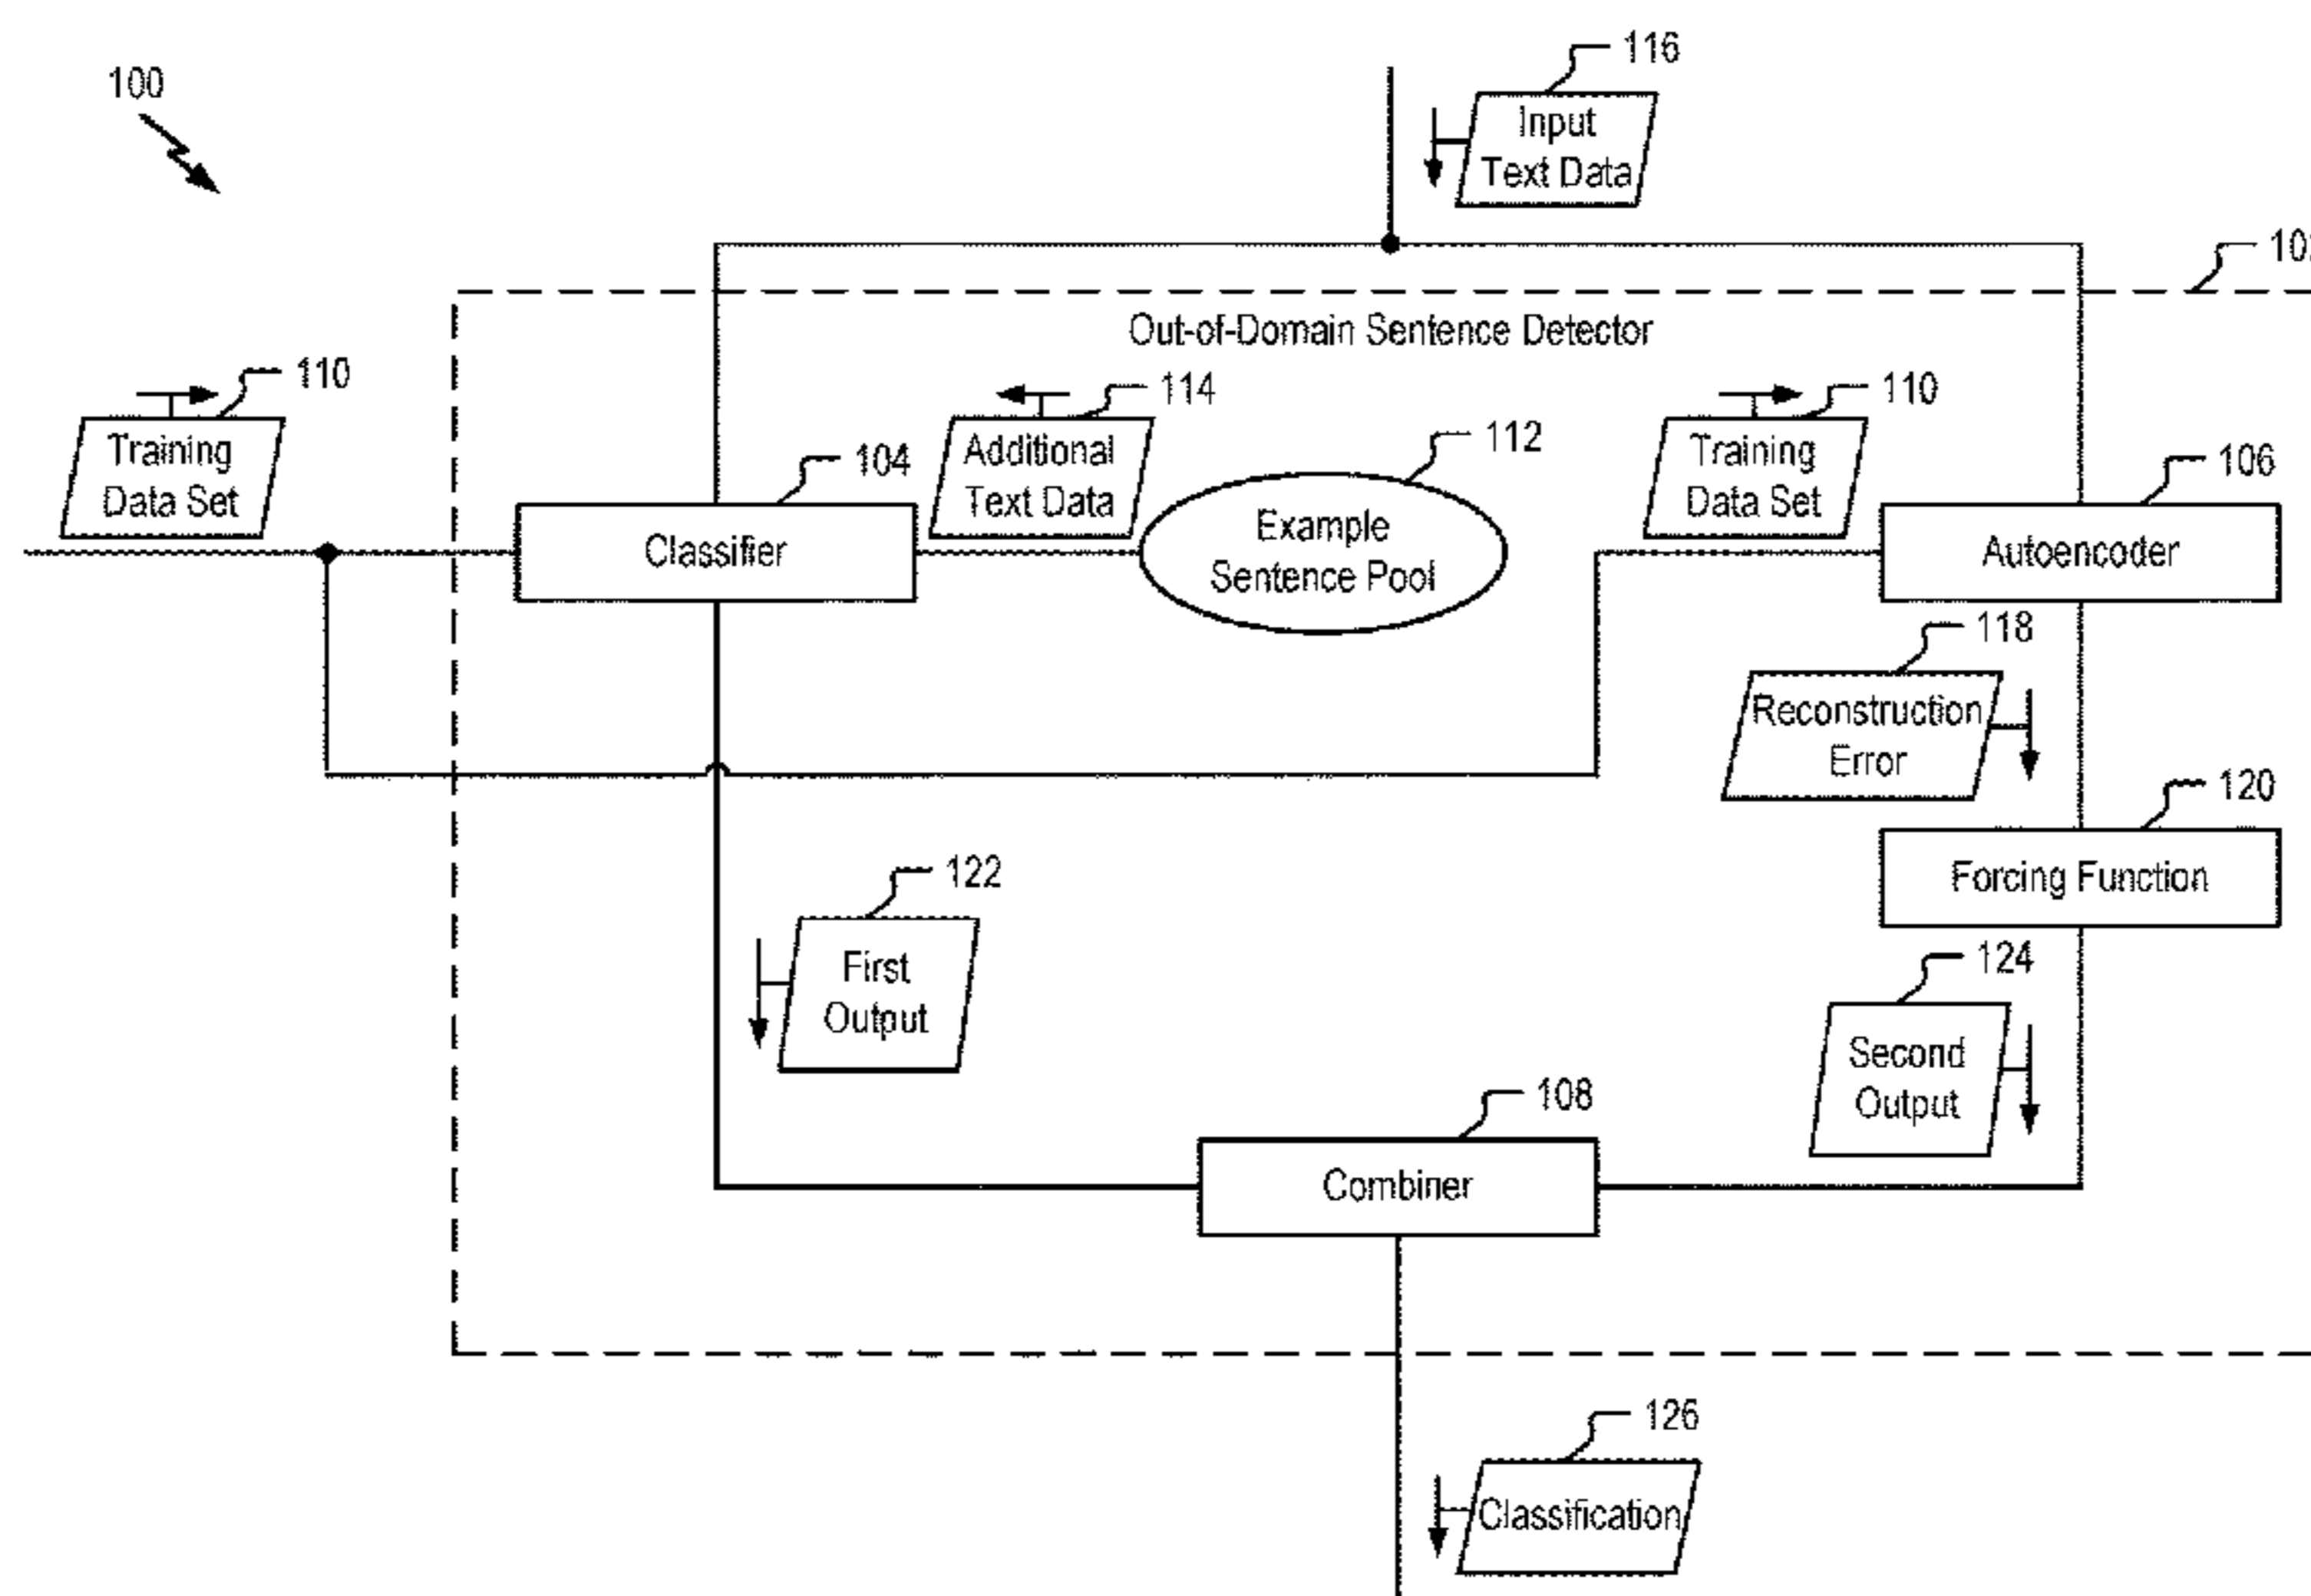 116
100
Input
Text Data
102
Out-of-Domain Sentence Detector
110
114
110
Training
Data Set
Additional
Text Data
112
Training
Data Set
104
106
Classifier
Example
Sentence Pool
Autoencoder
118
Reconstruction
Error
120
122
Forcing Function
First
Output
124
Second
Output
108
Combiner
126
Classification